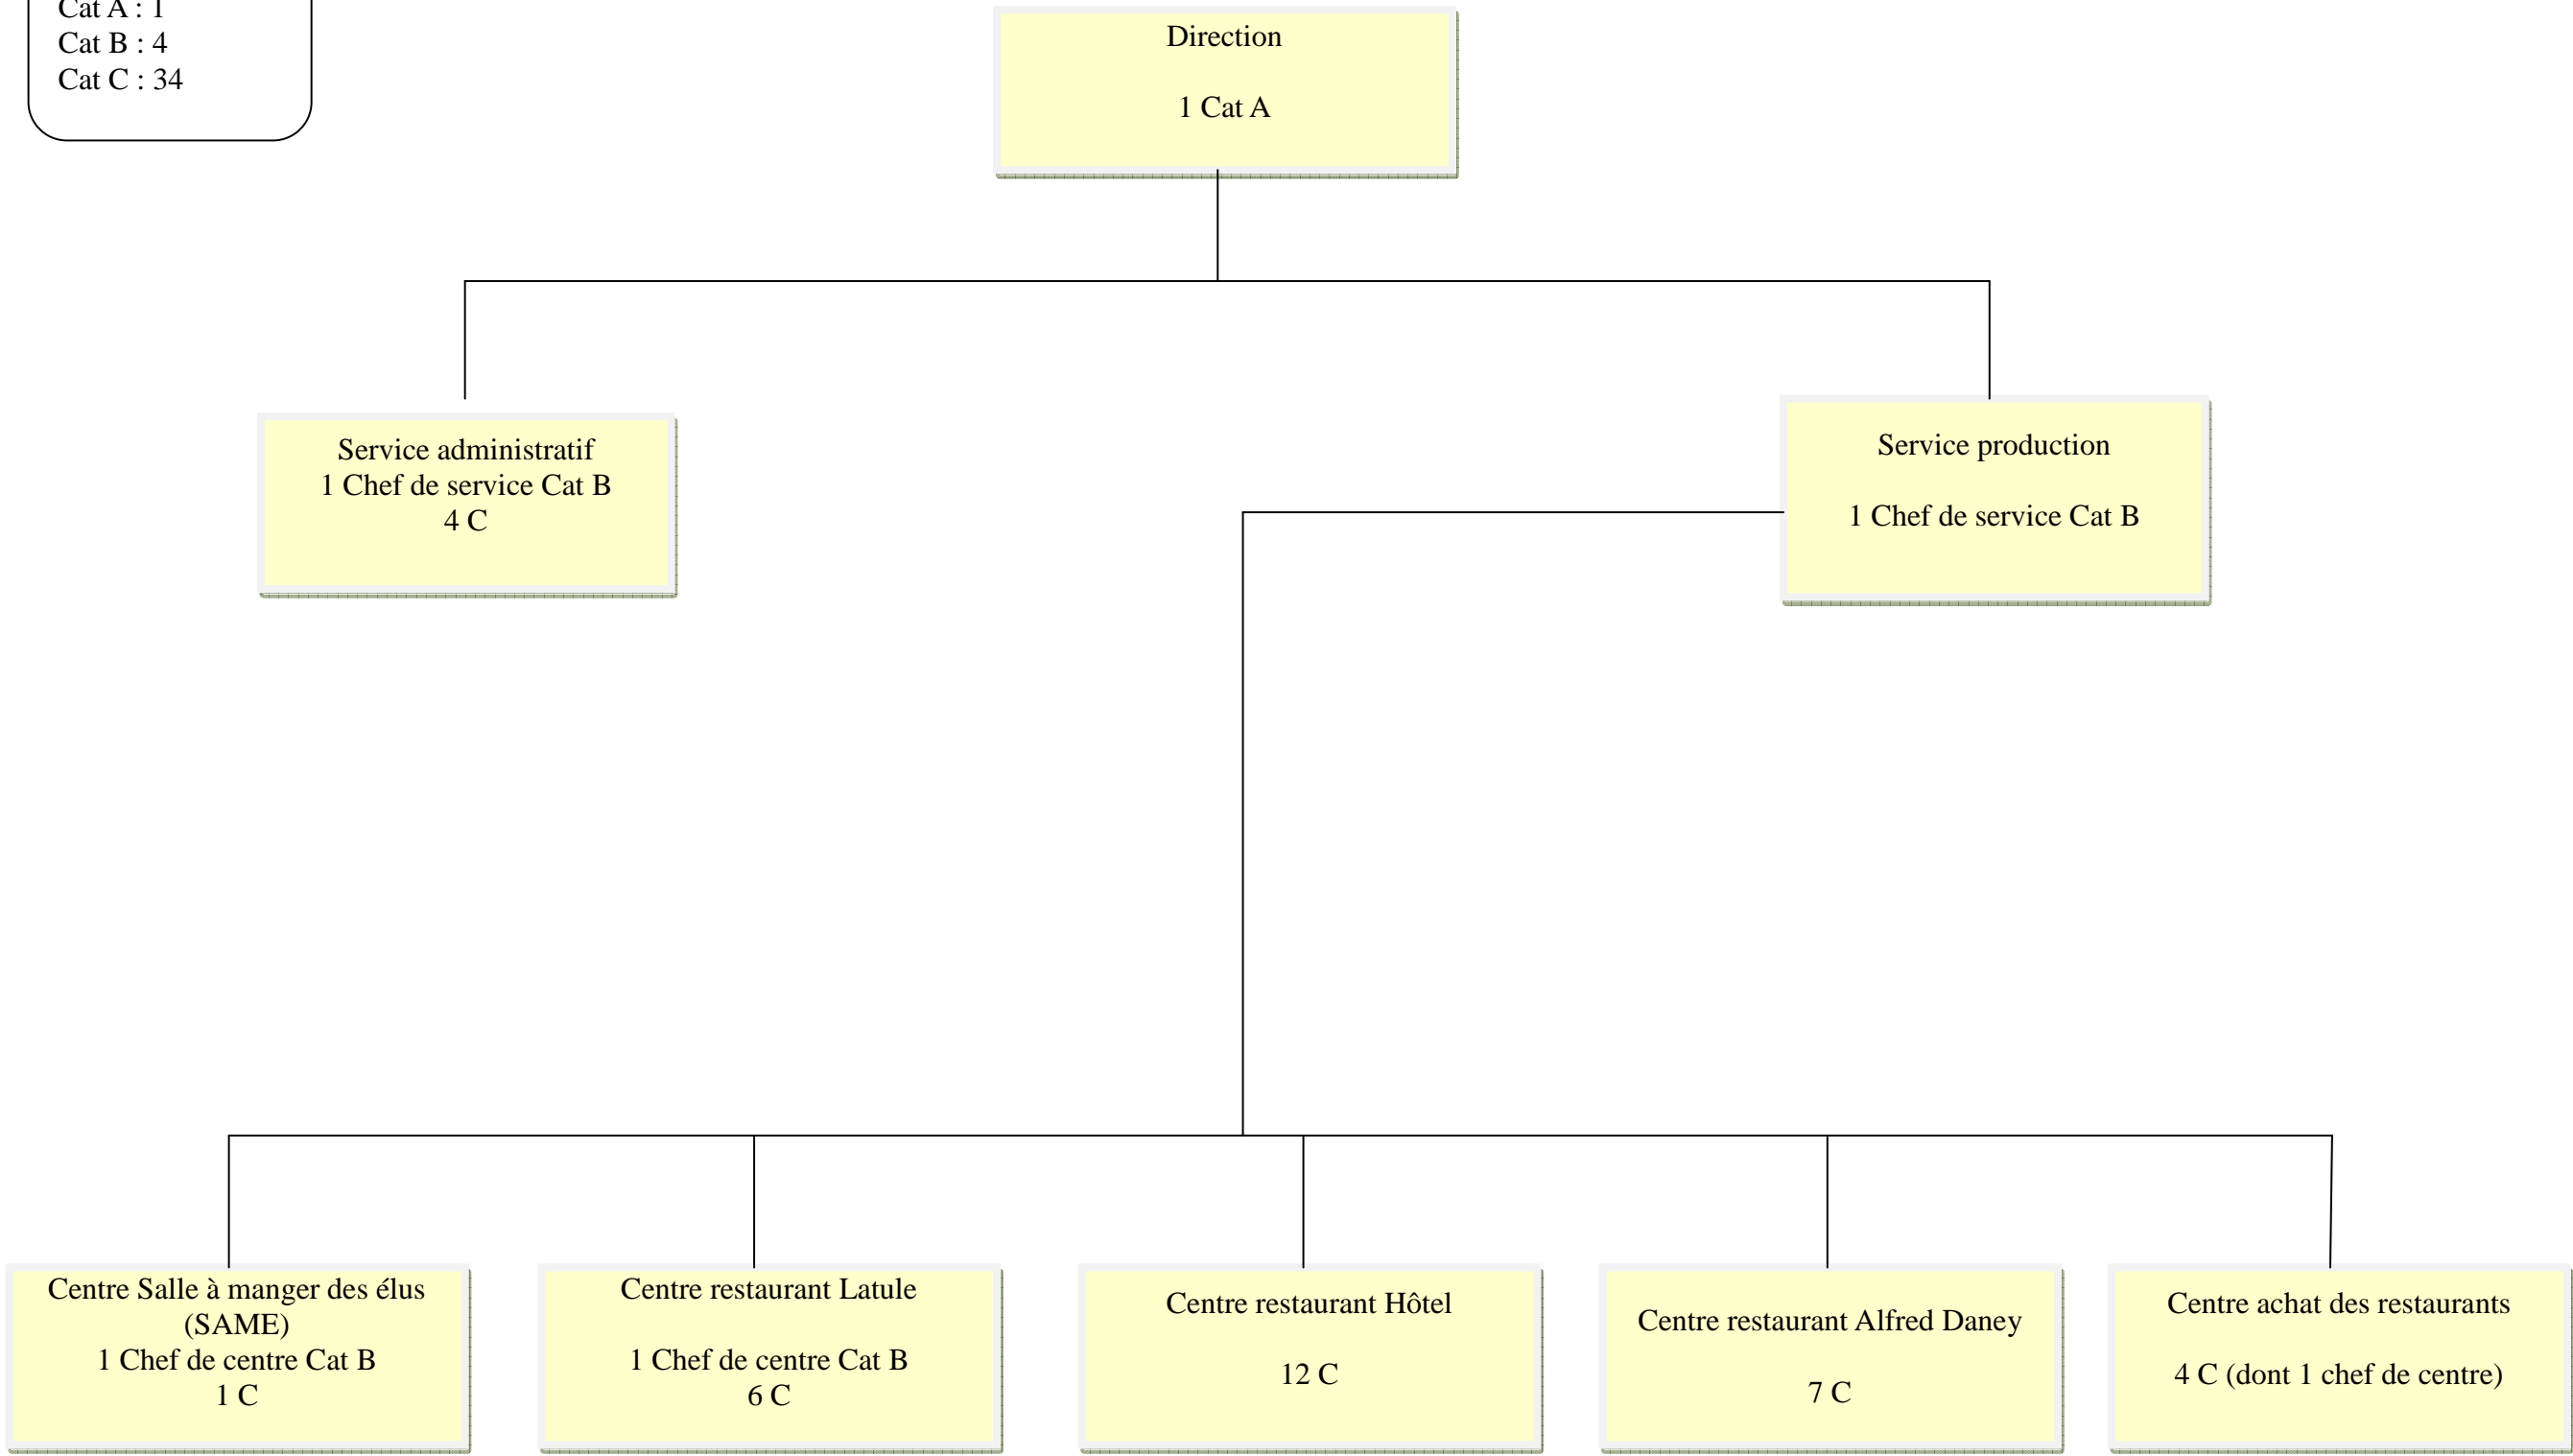 Cat A : 1
Cat B : 4
Cat C : 34
Direction
1 Cat A
Service administratif
1 Chef de service Cat B
4 C
Service production
1 Chef de service Cat B
Centre Salle à manger des élus
(SAME)
1 Chef de centre Cat B
1 C
Centre restaurant Latule
1 Chef de centre Cat B
6 C
Centre restaurant Hôtel
12 C
Centre restaurant Alfred Daney
7 C
Centre achat des restaurants
4 C (dont 1 chef de centre)